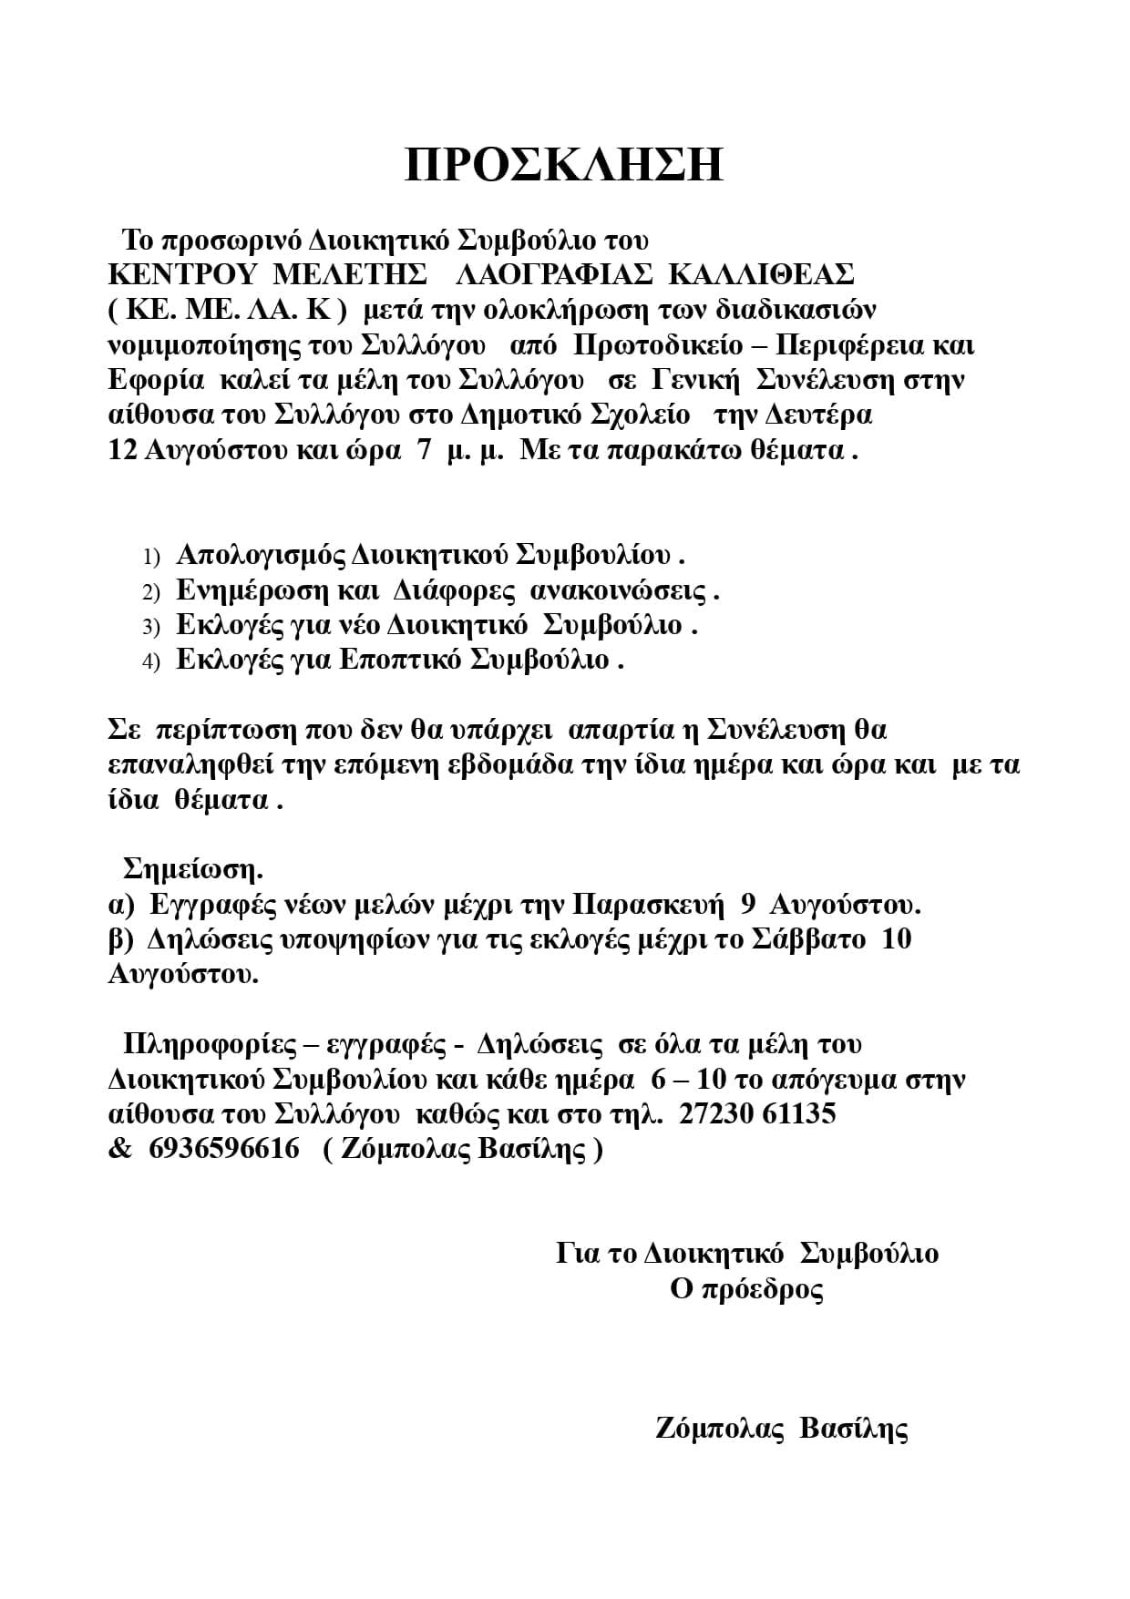 ΠΡΟΣΚΛΗΣΗ
Το προσωρινό Διοικητικό Συμβούλιο του
ΚΕΝΤΡΟΥ ΜΕΛΕΤΗΣ ΛΑΟΓΡΑΦΙΑΣ ΚΑΛΛΙΘΕΑΣ
( ΚΕ. ΜΕ. ΛΑ. Κ ) μετά την ολοκλήρωση των διαδικασιών
νομιμοποίησης του Συλλόγου από Πρωτοδικείο – Περιφέρεια και
Εφορία καλεί τα μέλη του Συλλόγου σε Γενική Συνέλευση στην
αίθουσα του Συλλόγου στο Δημοτικό Σχολείο την Δευτέρα
12 Αυγούστου και ώρα 7 μ. μ. Με τα παρακάτω θέματα .
1) Απολογισμός Διοικητικού Συμβουλίου .
2) Ενημέρωση και Διάφορες ανακοινώσεις .
3) Εκλογές για νέο Διοικητικό Συμβούλιο .
4) Εκλογές για Εποπτικό Συμβούλιο .
Σε περίπτωση που δεν θα υπάρχει απαρτία η Συνέλευση θα
επαναληφθεί την επόμενη εβδομάδα την ίδια ημέρα και ώρα και με τα
ίδια θέματα .
Σημείωση.
α) Εγγραφές νέων μελών μέχρι την Παρασκευή 9 Αυγούστου.
β) Δηλώσεις υποψηφίων για τις εκλογές μέχρι το Σάββατο 10
Αυγούστου.
Πληροφορίες – εγγραφές - Δηλώσεις σε όλα τα μέλη του
Διοικητικού Συμβουλίου και κάθε ημέρα 6 – 10 το απόγευμα στην
αίθουσα του Συλλόγου καθώς και στο τηλ. 27230 61135
& 6936596616 ( Ζόμπολας Βασίλης )
Για το Διοικητικό Συμβούλιο
Ο πρόεδρος
Ζόμπολας Βασίλης